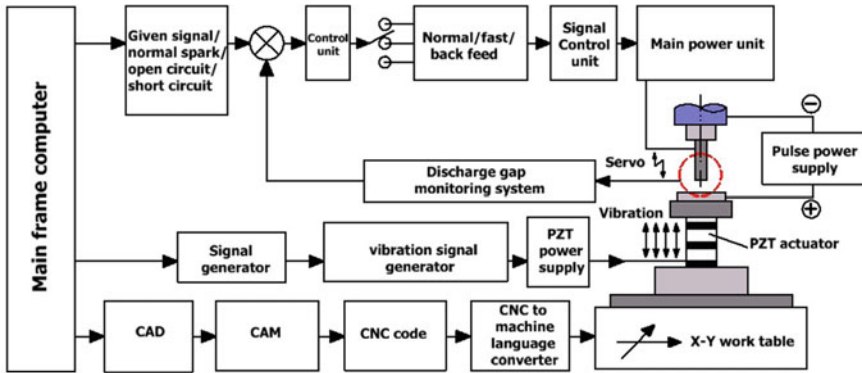 Main frame computer
Given signal/
normal spark/
open circuit/
short circuit
Control
unit
Normal/fast/
back feed
Signal
Control
unit
Main power unit
Servo
Pulse power
supply
Discharge gap
monitoring system
Vibration
PZT actuator
Signal
generator
vibration signal
generator
PZT
power
supply
CAD
CAM
CNC code
CNC to
machine
language
converter
X-Y work table